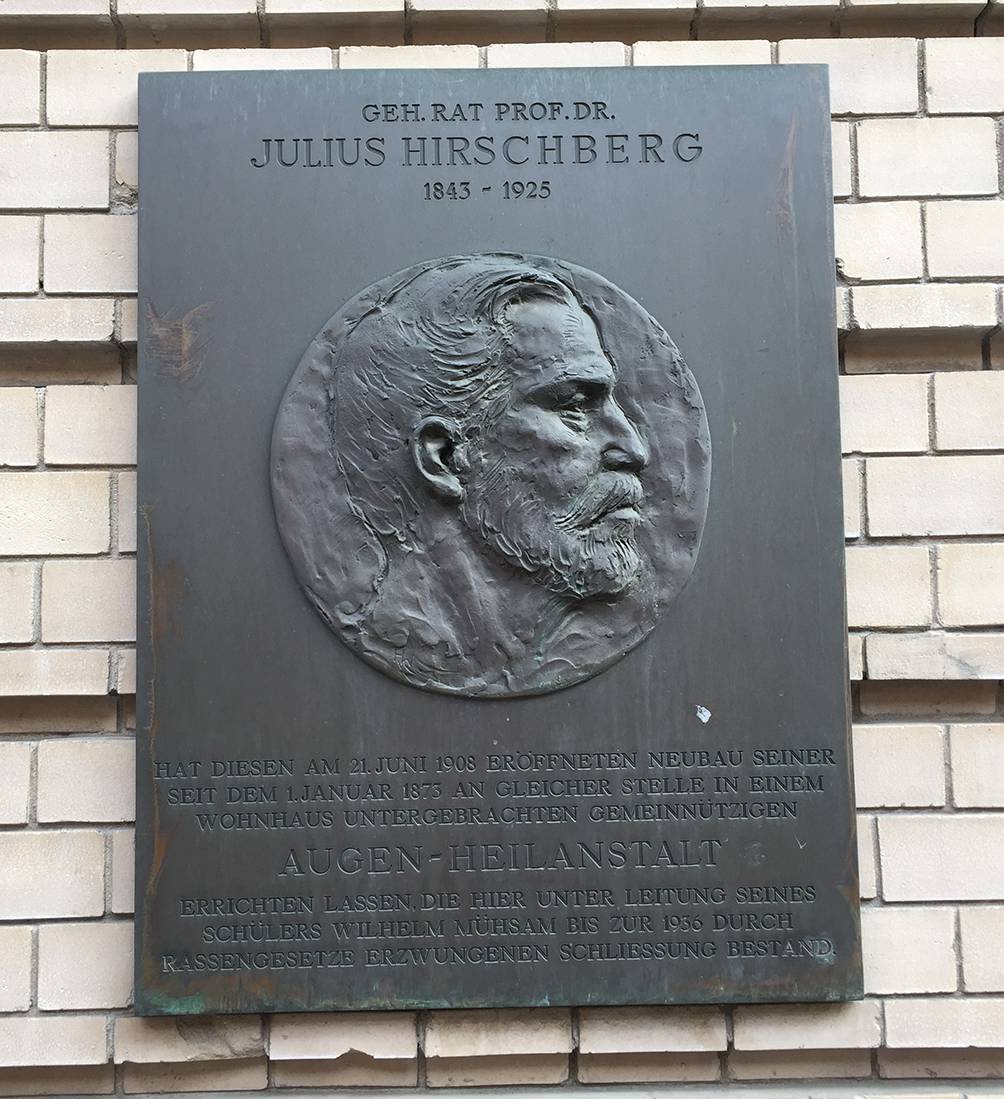 GEH. RAT PROF. DR.
JULIUS HIRSCHBERG
1843 - 1925
HAT DIESEN AM 21. JUNI 1908 ERÖFFNETEN NEUBAU SEINER
SEIT DEM 1. JANUAR 1873 AN GLEICHER STELLE IN EINEM
WOHNHAUS UNTERGEBRACHTEN GEMEINNÜTZIGEN
AUGEN-HEILANSTALT
ERRICHTEN LASSEN, DIE HIER UNTER LEITUNG SEINES
SCHÜLERS WILHELM MÜHSAM BIS ZUR 1936 DURCH
RASSENGESETZE ERZWUNGENEN SCHLIESSUNG BESTAND.